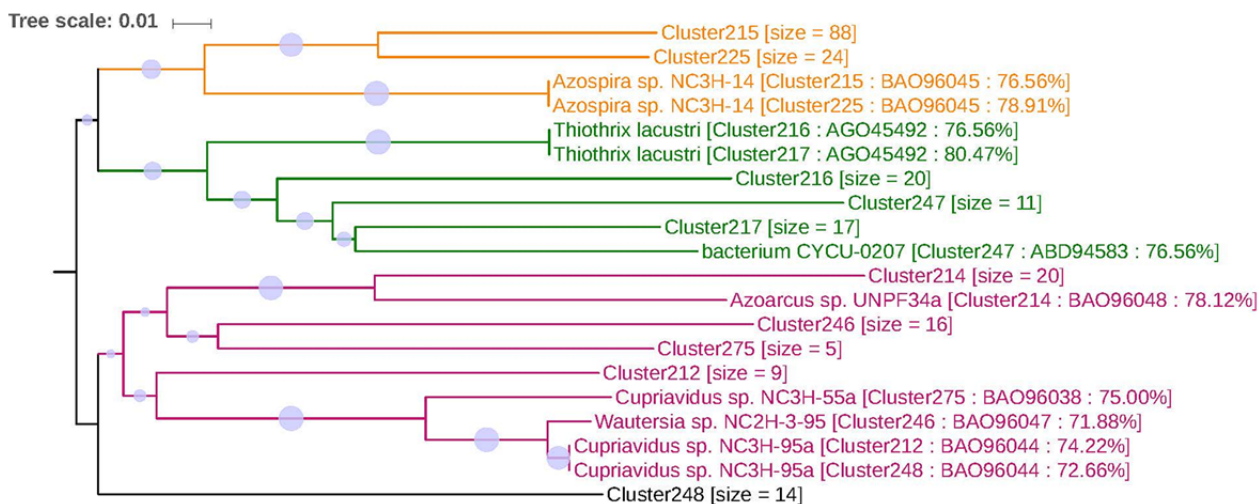 Tree scale: 0.01
Cluster215 [size = 88]
Cluster225 [size = 24]
Azospira sp. NC3H-14 [Cluster215 : BAO96045 : 76.56%]
Azospira sp. NC3H-14 [Cluster225 : BAO96045 : 78.91%]
Thiothrix lacustri [Cluster216 : AGO45492 : 76.56%]
Thiothrix lacustri [Cluster217 : AGO45492 : 80.47%]
Cluster216 [size = 20]
Cluster247 [size = 11]
Cluster217 [size = 17]
bacterium CYCU-0207 [Cluster247 : ABD94583 : 76.56%]
Cluster214 [size = 20]
Azoarcus sp. UNPF34a [Cluster214 : BAO96048 : 78.12%]
Cluster246 [size = 16]
Cluster275 [size = 5]
Cluster212 [size = 9]
Cupriavidus sp. NC3H-55a [Cluster275 : BAO96038 : 75.00%]
Wautersia sp. NC2H-3-95 [Cluster246 : BAO96047 : 71.88%]
Cupriavidus sp. NC3H-95a [Cluster212 : BAO96044 : 74.22%]
Cupriavidus sp. NC3H-95a [Cluster248 : BAO96044 : 72.66%]
Cluster248 [size = 14]